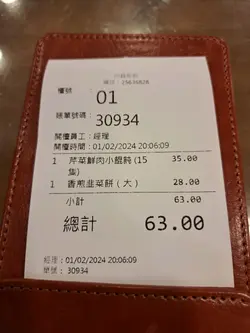 檯號
01
賬單號碼：
30934
開檯員工：經理
開檯時間：01/02/2024 20:06:09
1 芹菜鮮肉小餛飩(15 35.00
隻)
1 香煎韭菜餅（大） 28.00
小計 63.00
總計 63.00
經理：01/02/2024 20:06:09
單號： 30934